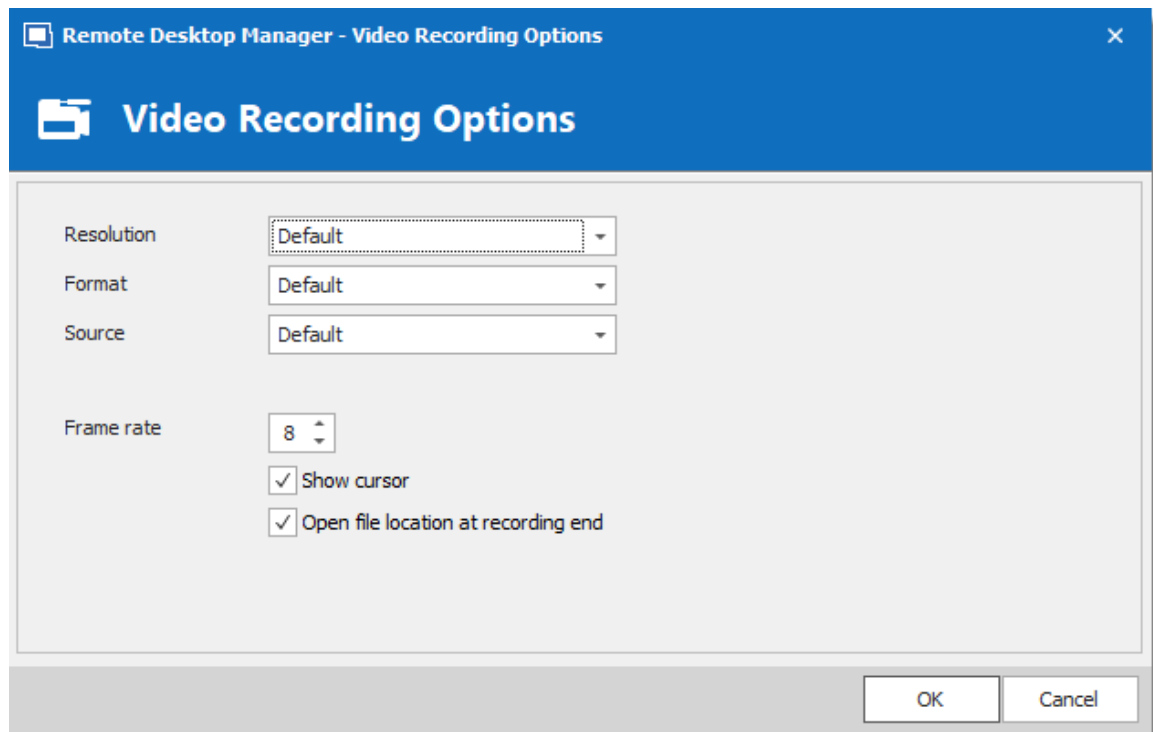 Remote Desktop Manager - Video Recording Options
Video Recording Options
Resolution Default
Format Default
Source Default
Frame rate 8
Show cursor
Open file location at recording end
OK Cancel